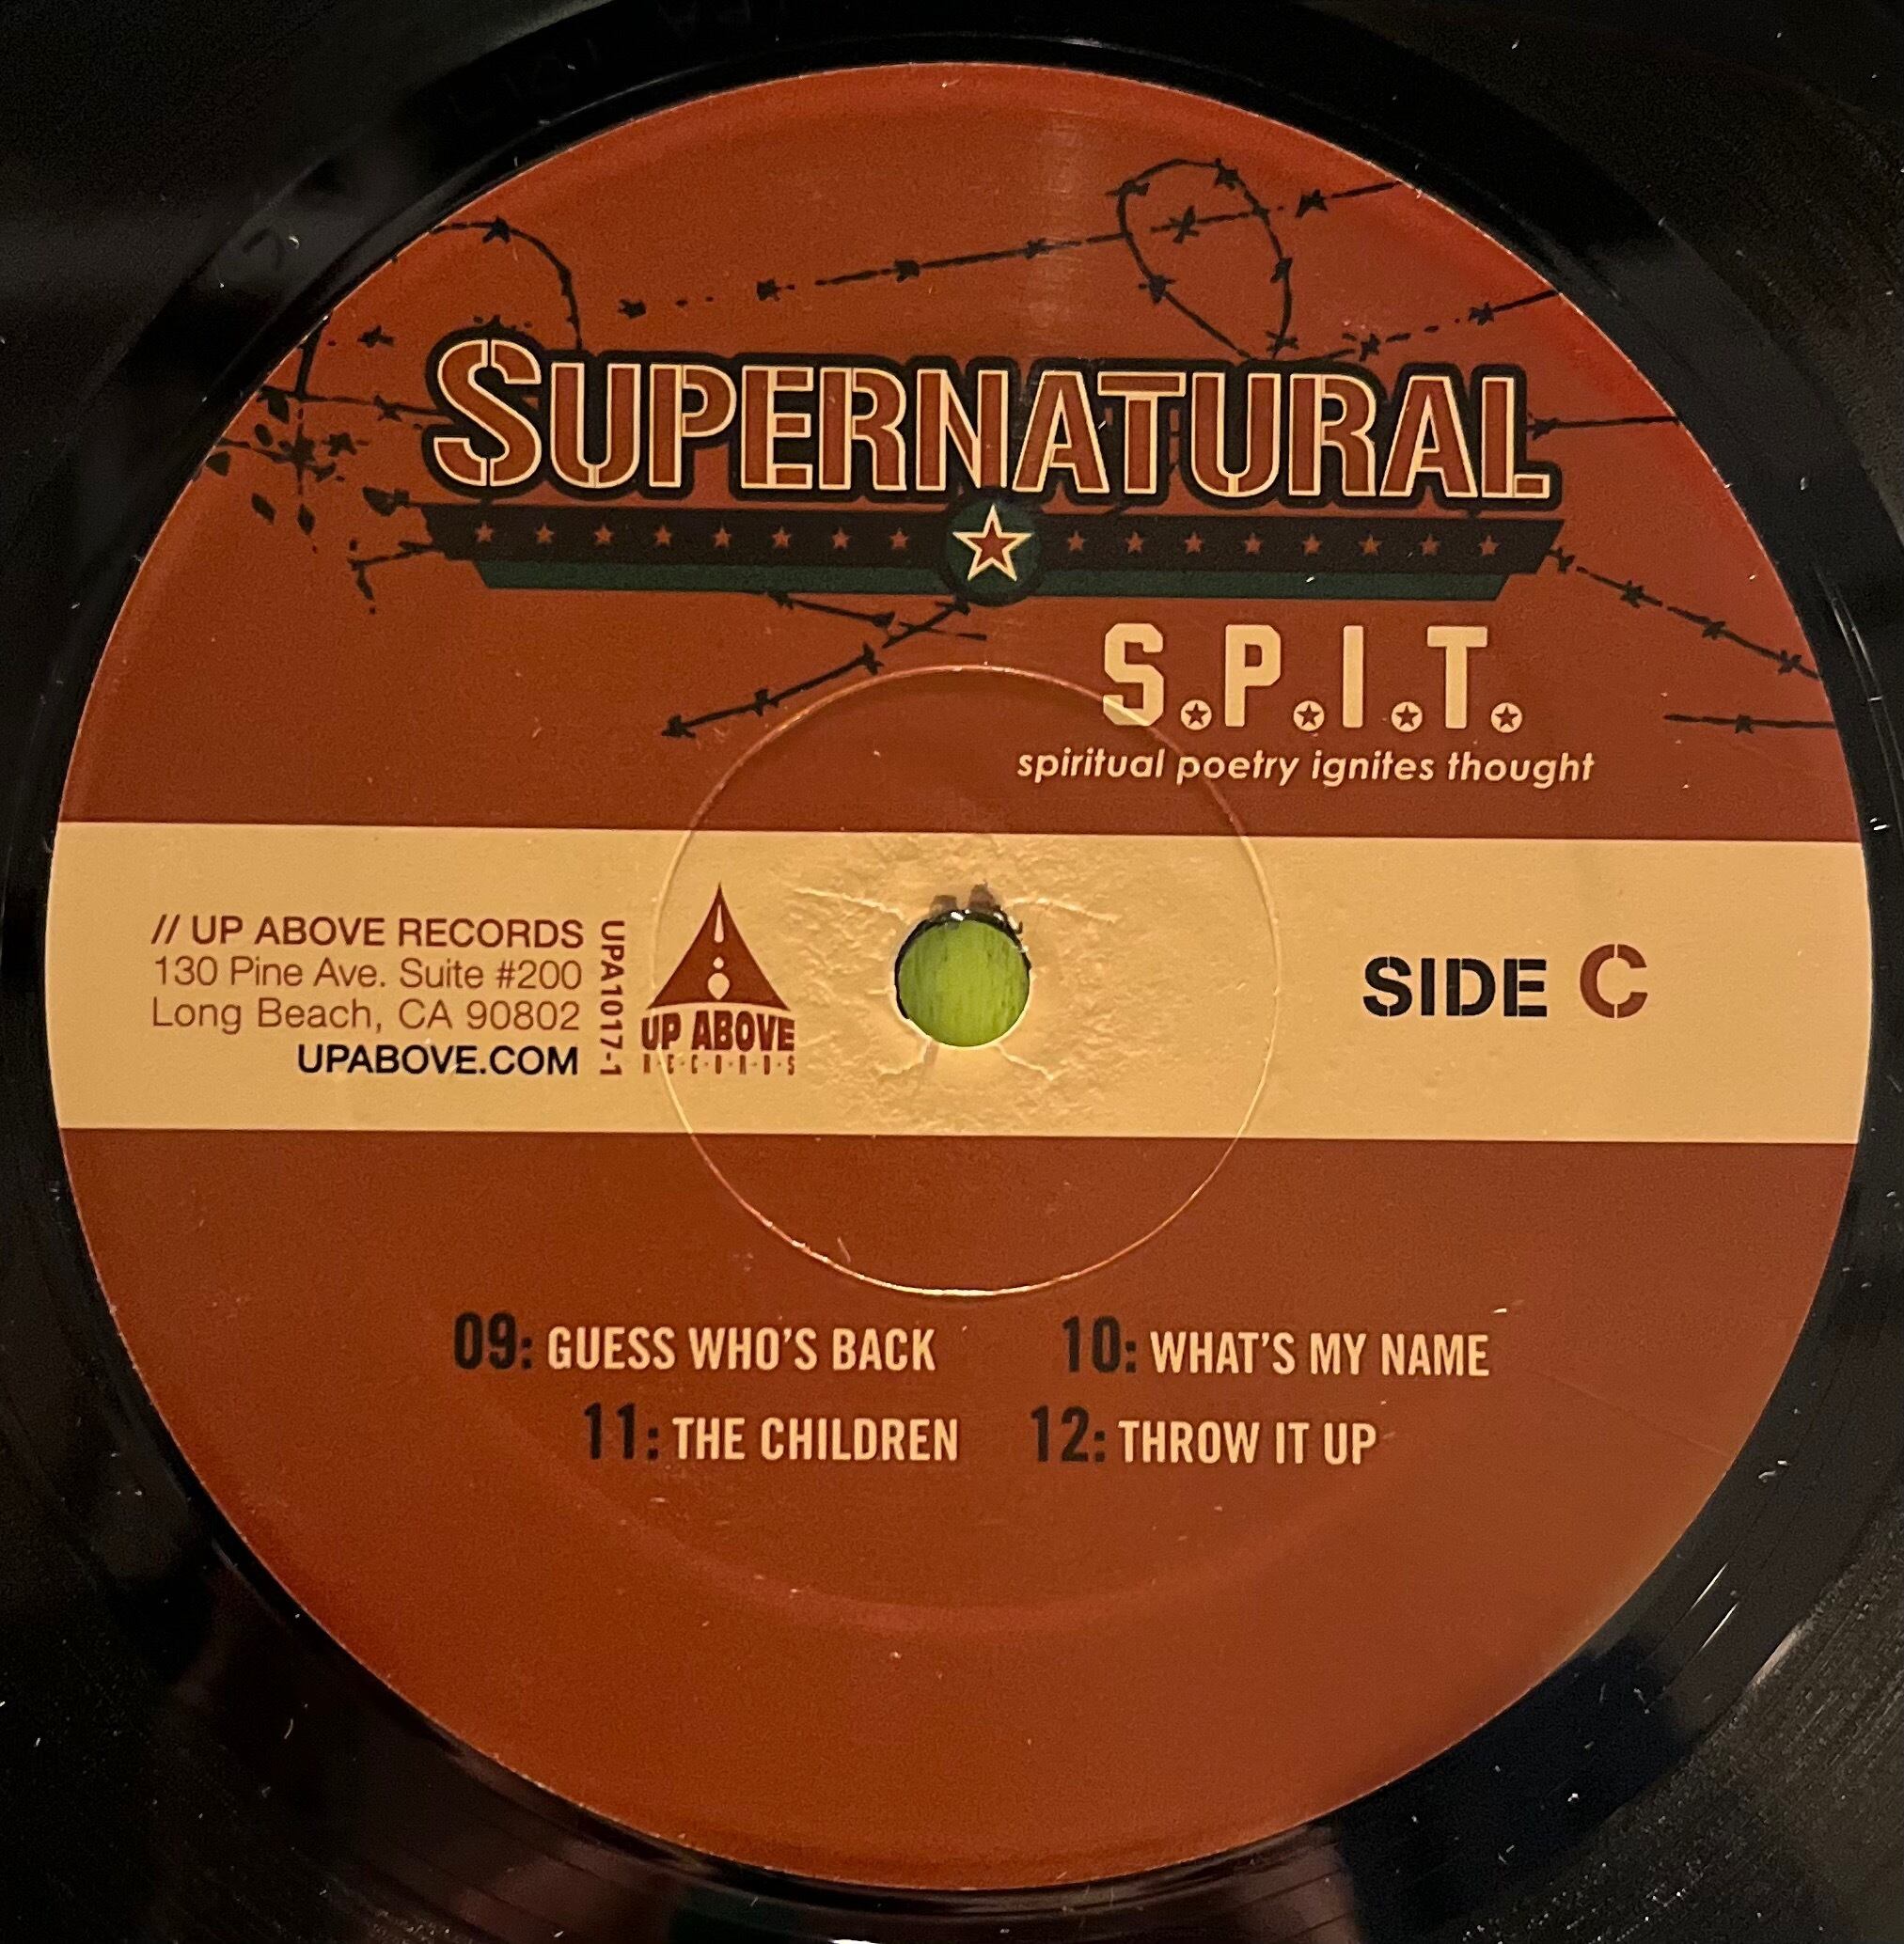 SUPERNATURAL
S.P.I.T.
spiritual poetry ignites thought
// UP ABOVE RECORDS
130 Pine Ave. Suite #200
Long Beach, CA 90802
UPABOVE.COM
UPA1017-1
UP ABOVE
R·E·C·O·R·D·S
SIDE C
09: GUESS WHO'S BACK 10: WHAT'S MY NAME
11: THE CHILDREN 12: THROW IT UP